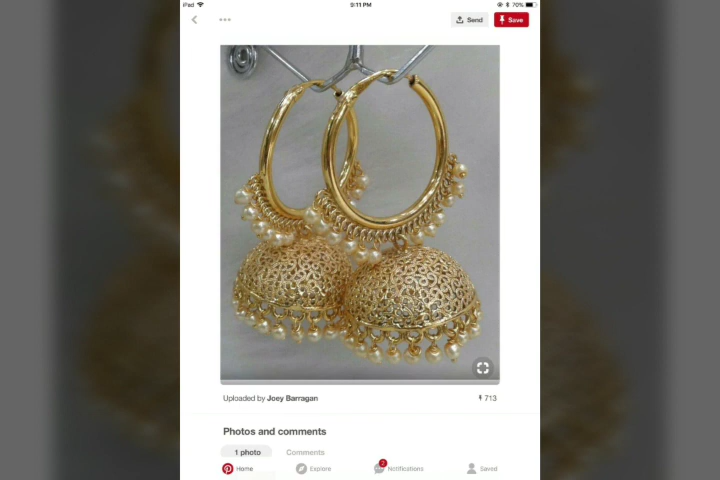 iPad 9:11 PM 70%
Send Save
Uploaded by Joey Barragan 713
Photos and comments
1 photo Comments
2
Home Explore Notifications Saved